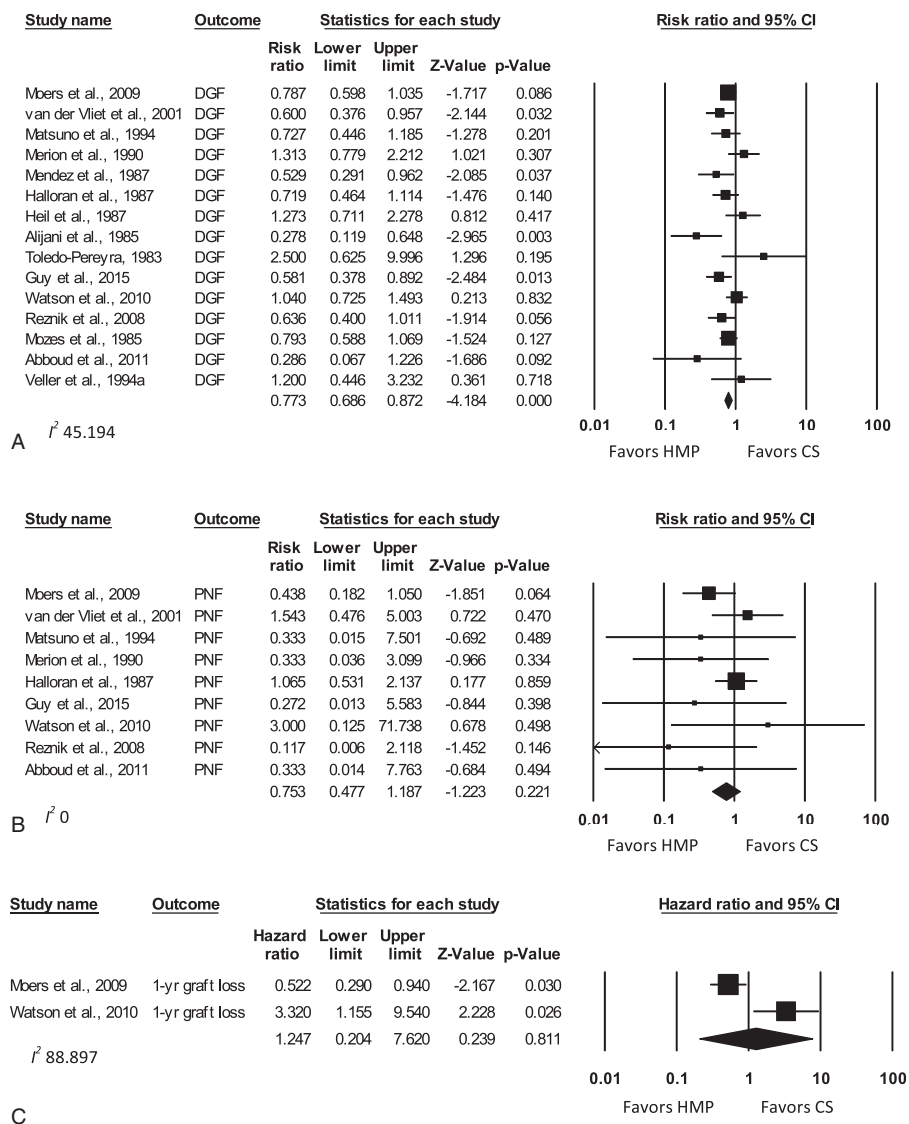 Study name Outcome Statistics for each study Risk ratio and 95% CI
Risk Lower Upper
ratio limit limit Z-Value p-Value
Moers et al., 2009 DGF 0.787 0.598 1.035 -1.717 0.086
van der Vliet et al., 2001 DGF 0.600 0.376 0.957 -2.144 0.032
Matsuno et al., 1994 DGF 0.727 0.446 1.185 -1.278 0.201
Merion et al., 1990 DGF 1.313 0.779 2.212 1.021 0.307
Mendez et al., 1987 DGF 0.529 0.291 0.962 -2.085 0.037
Halloran et al., 1987 DGF 0.719 0.464 1.114 -1.476 0.140
Heil et al., 1987 DGF 1.273 0.711 2.278 0.812 0.417
Alijani et al., 1985 DGF 0.278 0.119 0.648 -2.965 0.003
Toledo-Pereyra, 1983 DGF 2.500 0.625 9.996 1.296 0.195
Guy et al., 2015 DGF 0.581 0.378 0.892 -2.484 0.013
Watson et al., 2010 DGF 1.040 0.725 1.493 0.213 0.832
Reznik et al., 2008 DGF 0.636 0.400 1.011 -1.914 0.056
Mozes et al., 1985 DGF 0.793 0.588 1.069 -1.524 0.127
Abboud et al., 2011 DGF 0.286 0.067 1.226 -1.686 0.092
Veller et al., 1994a DGF 1.200 0.446 3.232 0.361 0.718
0.773 0.686 0.872 -4.184 0.000
0.01 0.1 1 10 100
A I² 45.194 Favors HMP Favors CS
Study name Outcome Statistics for each study Risk ratio and 95% CI
Risk Lower Upper
ratio limit limit Z-Value p-Value
Moers et al., 2009 PNF 0.438 0.182 1.050 -1.851 0.064
van der Vliet et al., 2001 PNF 1.543 0.476 5.003 0.722 0.470
Matsuno et al., 1994 PNF 0.333 0.015 7.501 -0.692 0.489
Merion et al., 1990 PNF 0.333 0.036 3.099 -0.966 0.334
Halloran et al., 1987 PNF 1.065 0.531 2.137 0.177 0.859
Guy et al., 2015 PNF 0.272 0.013 5.583 -0.844 0.398
Watson et al., 2010 PNF 3.000 0.125 71.738 0.678 0.498
Reznik et al., 2008 PNF 0.117 0.006 2.118 -1.452 0.146
Abboud et al., 2011 PNF 0.333 0.014 7.763 -0.684 0.494
0.753 0.477 1.187 -1.223 0.221
B I² 0 0.01 0.1 1 10 100
Favors HMP Favors CS
Study name Outcome Statistics for each study Hazard ratio and 95% CI
Hazard Lower Upper
ratio limit limit Z-Value p-Value
Moers et al., 2009 1-yr graft loss 0.522 0.290 0.940 -2.167 0.030
Watson et al., 2010 1-yr graft loss 3.320 1.155 9.540 2.228 0.026
1.247 0.204 7.620 0.239 0.811
I² 88.897
0.01 0.1 1 10 100
C Favors HMP Favors CS